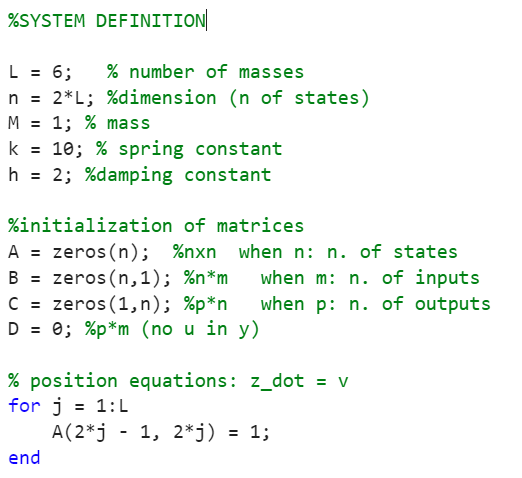 %SYSTEM DEFINITION
L = 6;   % number of masses
n = 2*L; %dimension (n of states)
M = 1; % mass
k = 10; % spring constant
h = 2; %damping constant
%initialization of matrices
A = zeros(n);  %nxn  when n: n. of states
B = zeros(n,1); %n*m   when m: n. of inputs
C = zeros(1,n); %p*n   when p: n. of outputs
D = 0; %p*m (no u in y)
% position equations: z_dot = v
for j = 1:L
    A(2*j - 1, 2*j) = 1;
end